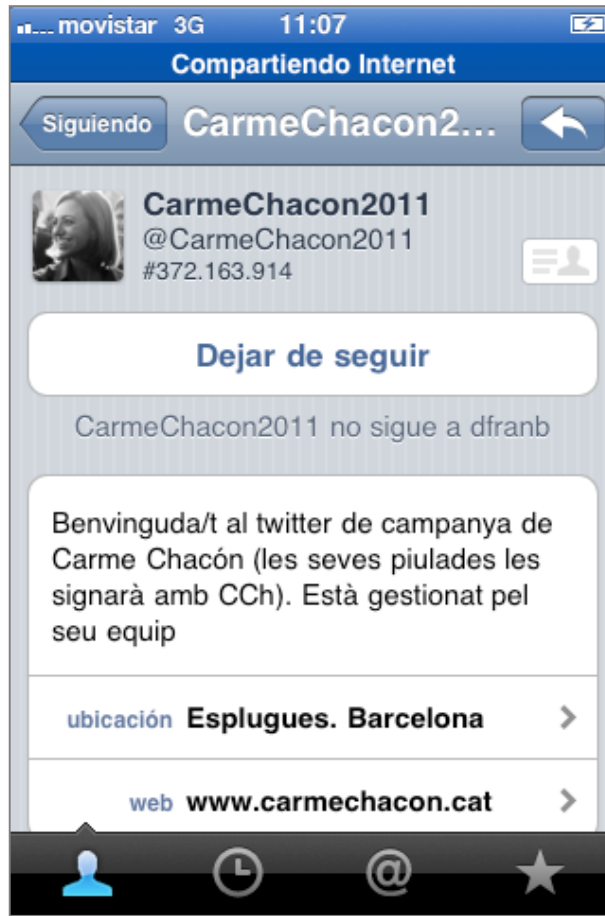 ....movistar 3G 11:07
Compartiendo Internet
Siguiendo CarmeChacon2...
CarmeChacon2011
@CarmeChacon2011
#372.163.914
Dejar de seguir
CarmeChacon2011 no sigue a dfranb
Benvinguda/t al twitter de campanya de
Carme Chacón (les seves piulades les
signarà amb CCh). Està gestionat pel
seu equip
ubicación Esplugues. Barcelona
web www.carmechacon.cat
@